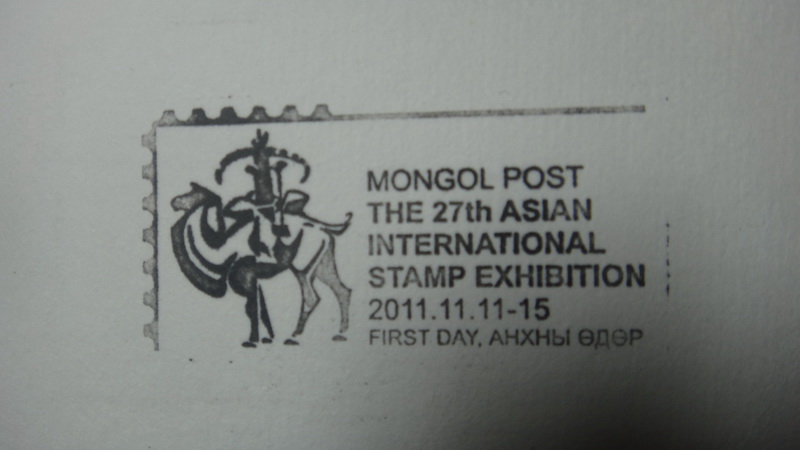 MONGOL POST
THE 27th ASIAN
INTERNATIONAL
STAMP EXHIBITION
2011.11.11-15
FIRST DAY, АНХНЫ ӨДӨР